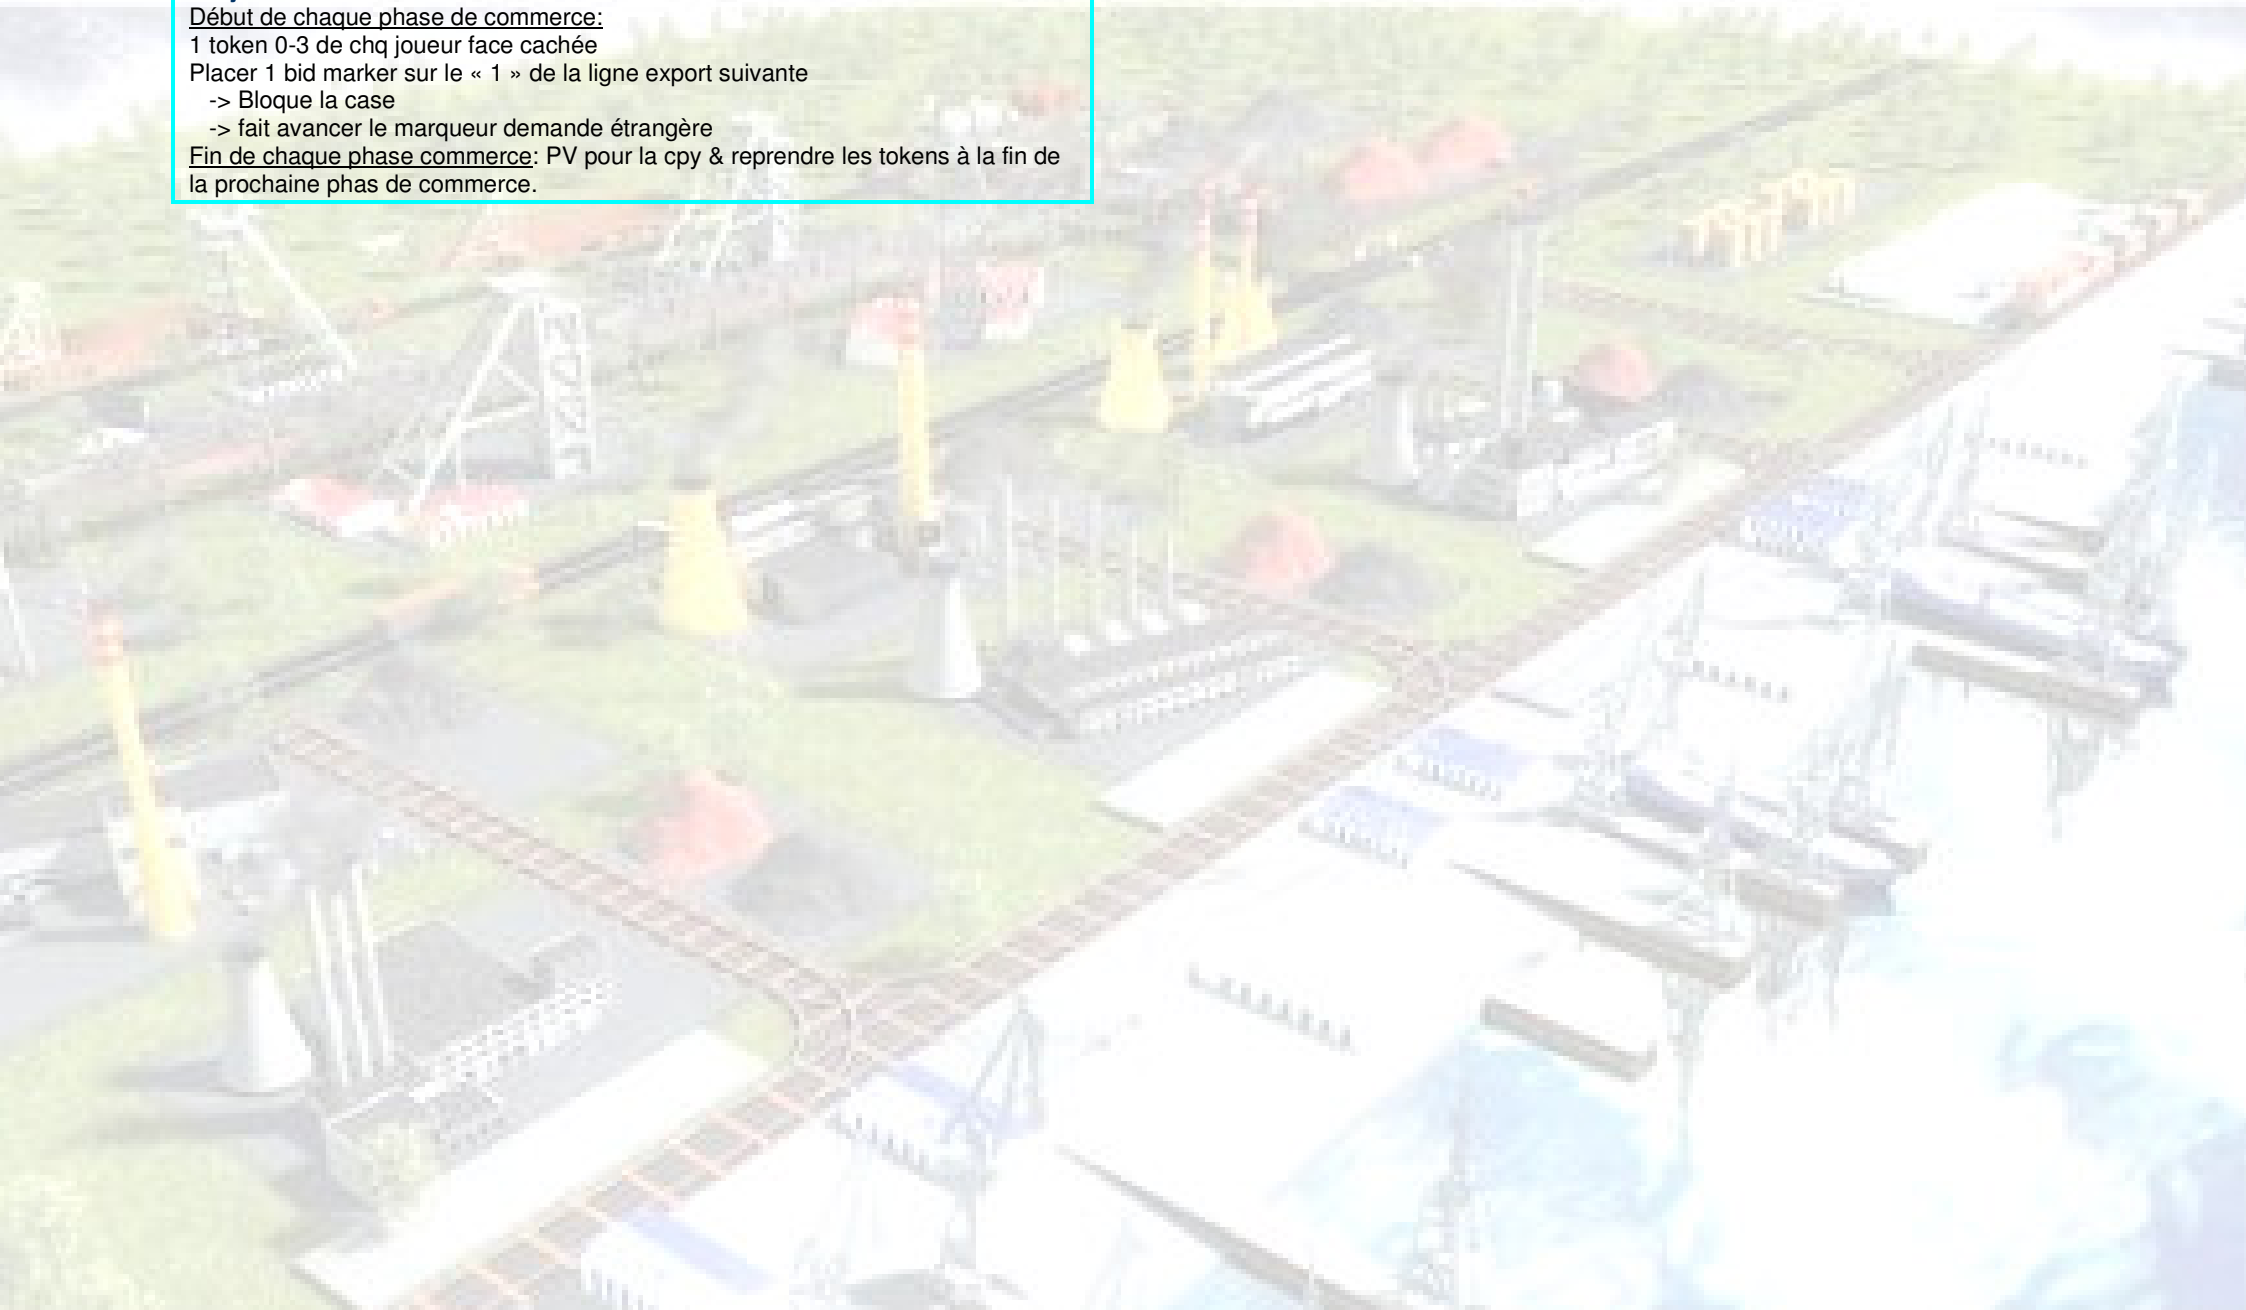 Début de chaque phase de commerce:
1 token 0-3 de chq joueur face cachée
Placer 1 bid marker sur le « 1 » de la ligne export suivante
-> Bloque la case
-> fait avancer le marqueur demande étrangère
Fin de chaque phase commerce: PV pour la cpy & reprendre les tokens à la fin de
la prochaine phas de commerce.